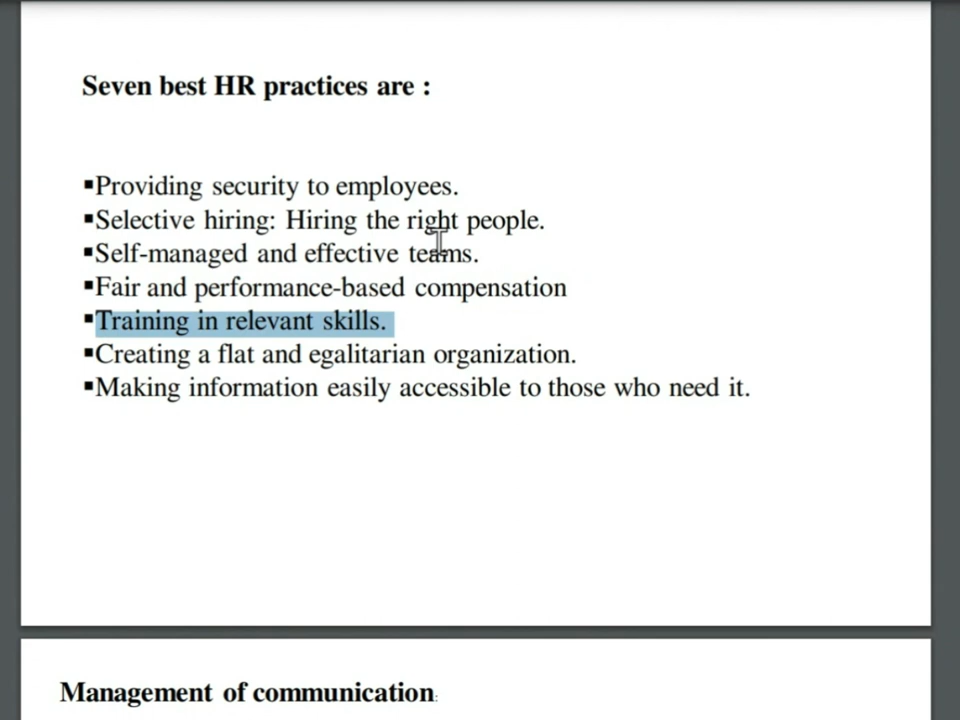 Seven best HR practices are :
▪Providing security to employees.
▪Selective hiring: Hiring the right people.
▪Self-managed and effective teams.
▪Fair and performance-based compensation
▪Training in relevant skills.
▪Creating a flat and egalitarian organization.
▪Making information easily accessible to those who need it.
Management of communication: